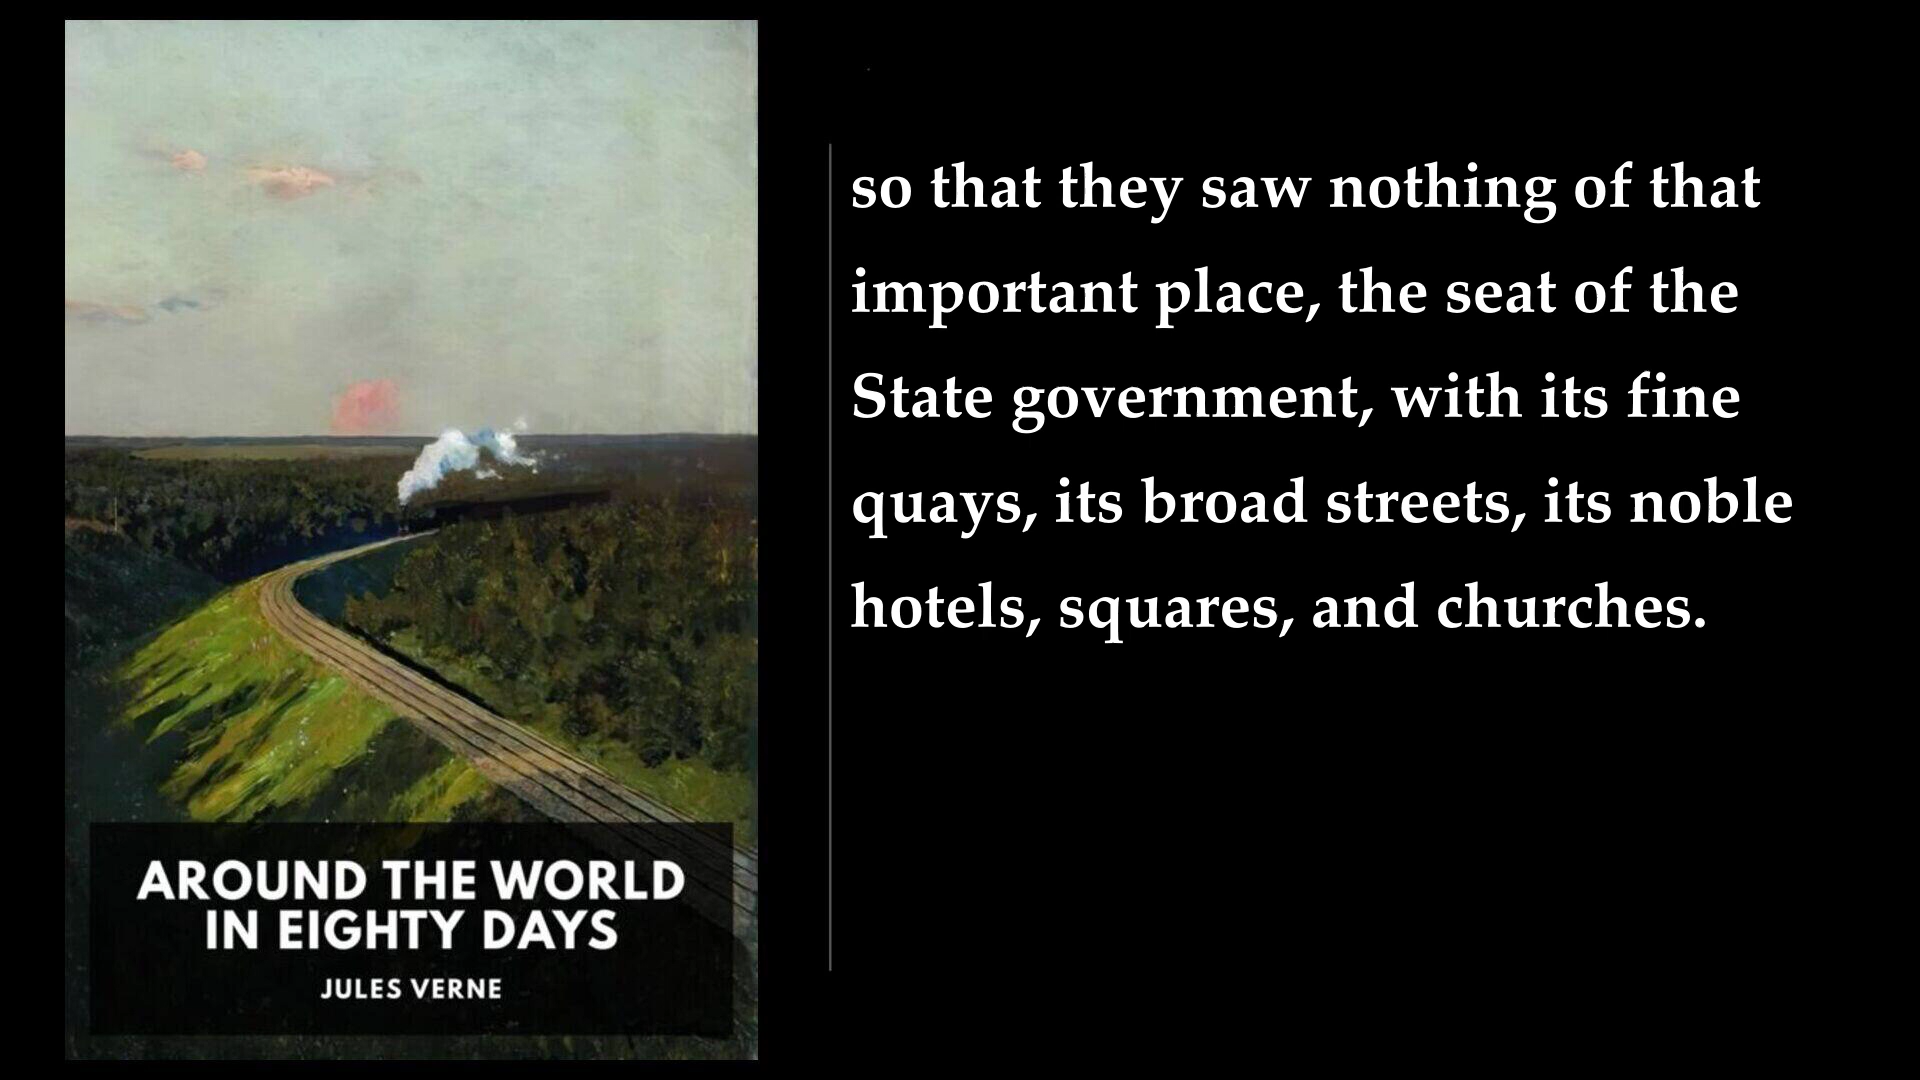 so that they saw nothing of that
important place, the seat of the
State government, with its fine
quays, its broad streets, its noble
hotels, squares, and churches.
AROUND THE WORLD
IN EIGHTY DAYS
JULES VERNE